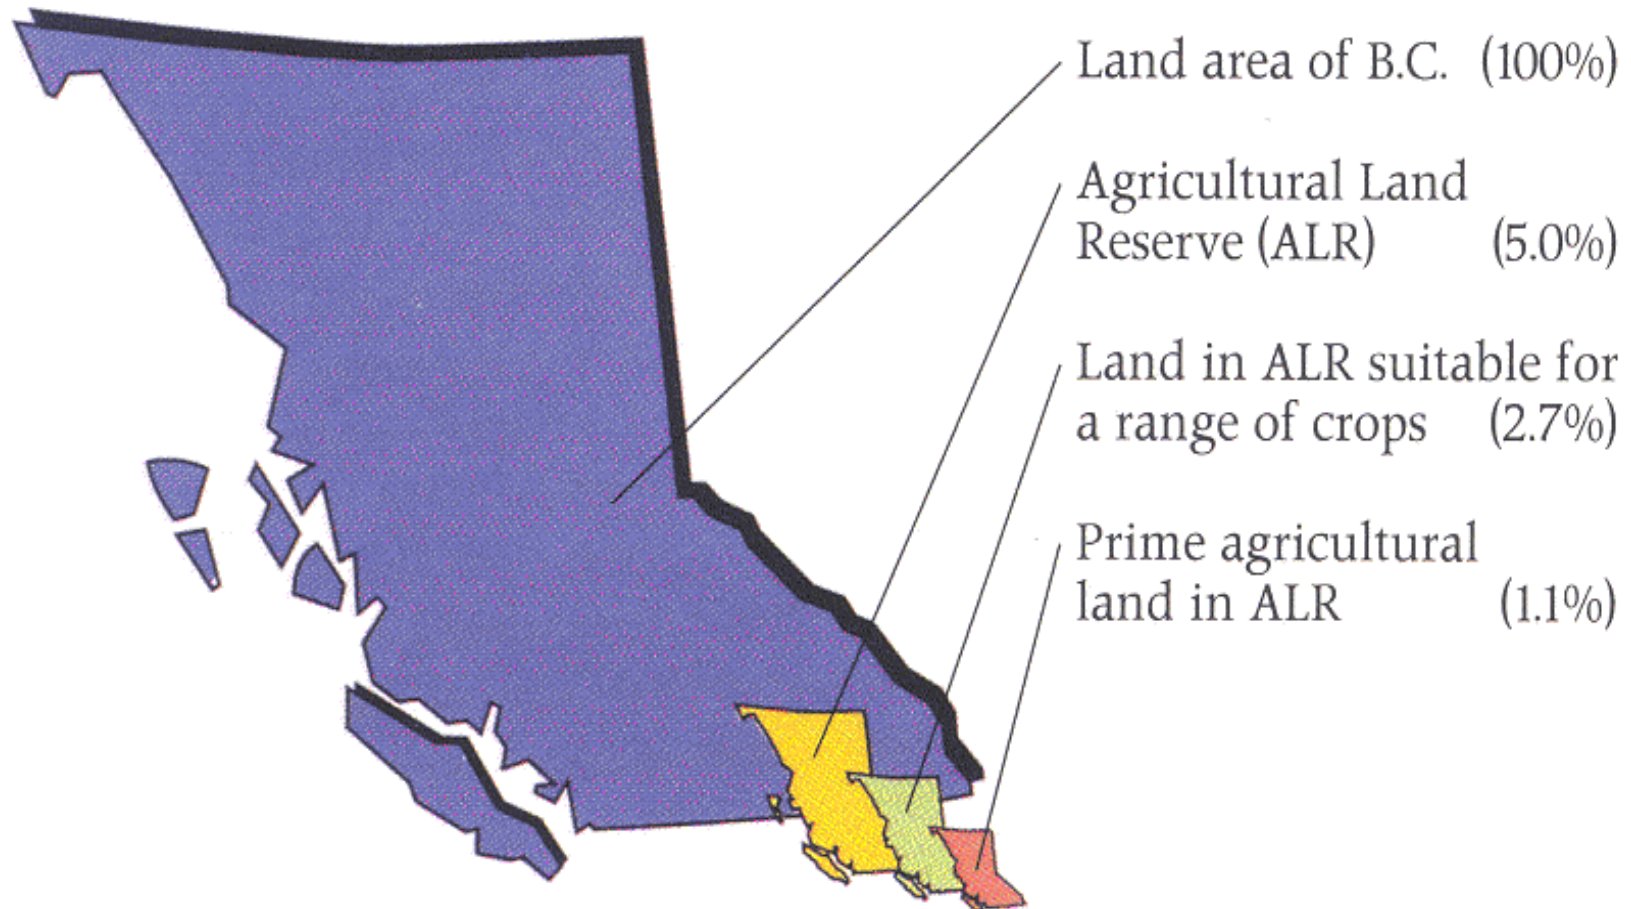 Land area of B.C. (100%)
Agricultural Land
Reserve (ALR) (5.0%)
Land in ALR suitable for
a range of crops (2.7%)
Prime agricultural
land in ALR (1.1%)